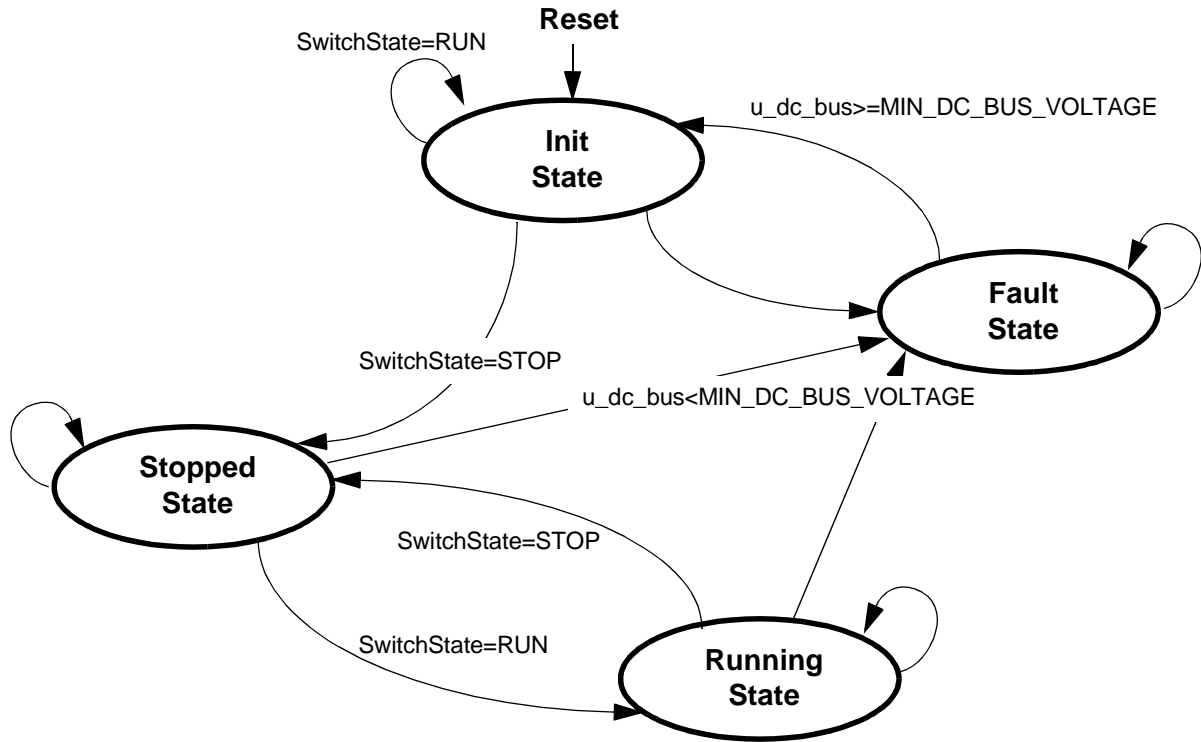 Reset
SwitchState=RUN
u_dc_bus>=MIN_DC_BUS_VOLTAGE
Init
State
Fault
State
SwitchState=STOP
u_dc_bus<MIN_DC_BUS_VOLTAGE
Stopped
State
SwitchState=STOP
SwitchState=RUN
Running
State